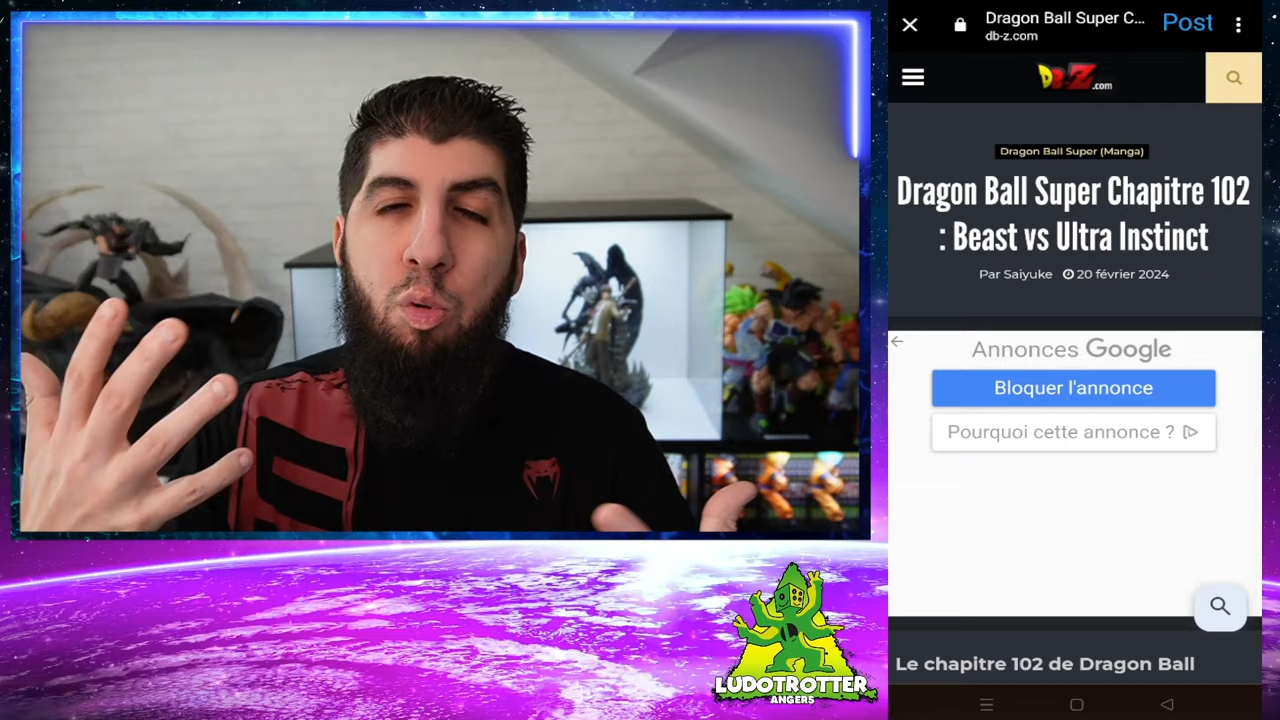 Dragon Ball Super C...
db-z.com
Post
DB-Z.com
Dragon Ball Super (Manga)
Dragon Ball Super Chapitre 102
: Beast vs Ultra Instinct
Par Saiyuke 20 février 2024
Annonces Google
Bloquer l'annonce
Pourquoi cette annonce ?
Le chapitre 102 de Dragon Ball
LUDOTROTTER
ANGERS